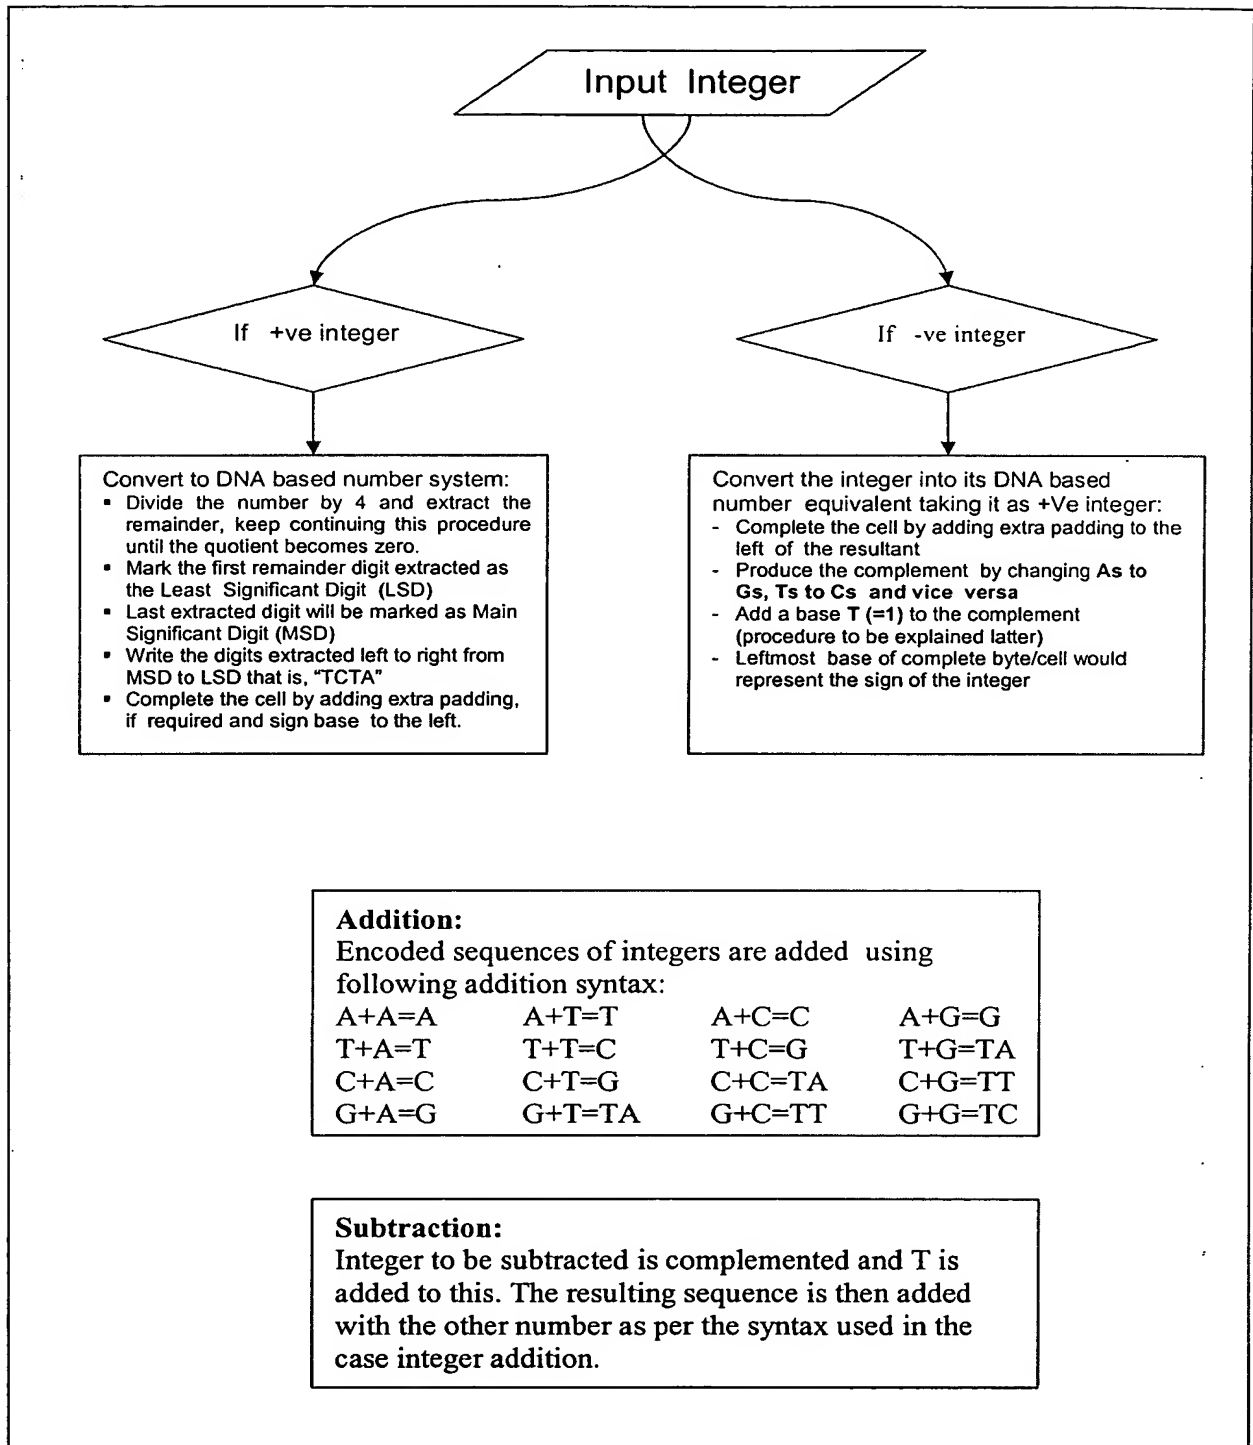 Input Integer
If +ve integer
If -ve integer
Convert to DNA based number system:
▪ Divide the number by 4 and extract the
remainder, keep continuing this procedure
until the quotient becomes zero.
▪ Mark the first remainder digit extracted as
the Least Significant Digit (LSD)
▪ Last extracted digit will be marked as Main
Significant Digit (MSD)
▪ Write the digits extracted left to right from
MSD to LSD that is, "TCTA"
▪ Complete the cell by adding extra padding,
if required and sign base to the left.
Convert the integer into its DNA based
number equivalent taking it as +Ve integer:
- Complete the cell by adding extra padding to the
left of the resultant
- Produce the complement by changing As to
Gs, Ts to Cs and vice versa
- Add a base T (=1) to the complement
(procedure to be explained latter)
- Leftmost base of complete byte/cell would
represent the sign of the integer
Addition:
Encoded sequences of integers are added using
following addition syntax:
A+A=A A+T=T A+C=C A+G=G
T+A=T T+T=C T+C=G T+G=TA
C+A=C C+T=G C+C=TA C+G=TT
G+A=G G+T=TA G+C=TT G+G=TC
Subtraction:
Integer to be subtracted is complemented and T is
added to this. The resulting sequence is then added
with the other number as per the syntax used in the
case integer addition.